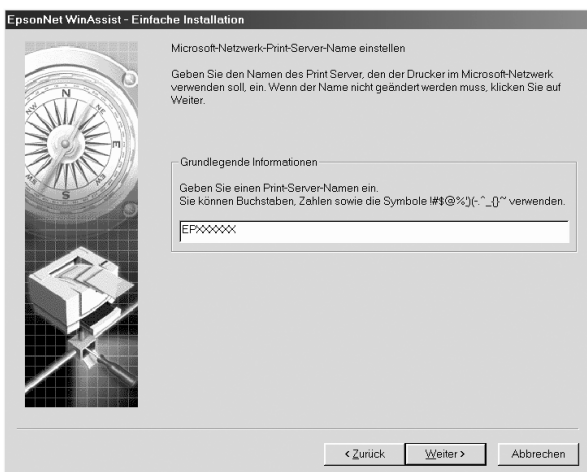 EpsonNet WinAssist - Einfache Installation
Microsoft-Netzwerk-Print-Server-Name einstellen
Geben Sie den Namen des Print Server, den der Drucker im Microsoft-Netzwerk
verwenden soll, ein. Wenn der Name nicht geändert werden muss, klicken Sie auf
Weiter.
Grundlegende Informationen
Geben Sie einen Print-Server-Namen ein.
Sie können Buchstaben, Zahlen sowie die Symbole !#$@%')(-.^_{}~ verwenden.
EPXXXXXX
N
NE
E
S
SW
W
NW
< Zurück
Weiter >
Abbrechen